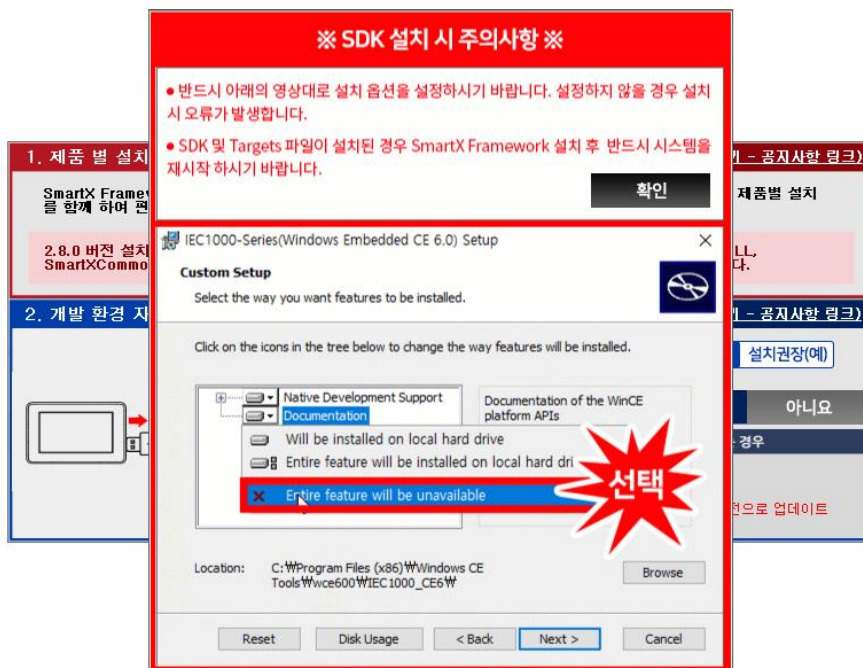 ※ SDK 설치 시 주의사항 ※
● 반드시 아래의 영상대로 설치 옵션을 설정하시기 바랍니다. 설정하지 않을 경우 설치
시 오류가 발생합니다.
● SDK 및 Targets 파일이 설치된 경우 SmartX Framework 설치 후 반드시 시스템을
재시작 하시기 바랍니다.
확인
1. 제품 별 설치
- 공지사항 링크)
SmartX
를 함께 하여
제품별 설치
2.8.0 버전 설치
LL,
2. 개발 환경
- 공지사항 링크)
설치권장(예)
아니요
경우
업데이트
IEC1000-Series(Windows Embedded CE 6.0) Setup
Custom Setup
Select the way you want features to be installed.
Click on the icons in the tree below to change the way features will be installed.
Native Development Support
Documentation
Documentation of the WinCE
platform APIs
Will be installed on local hard drive
Entire feature will be installed on local hard
Entire feature will be unavailable
선택
Location: C:₩Program Files (x86)₩Windows CE
Tools₩wce600₩IEC1000_CE6₩
Browse
Reset Disk Usage < Back Next > Cancel